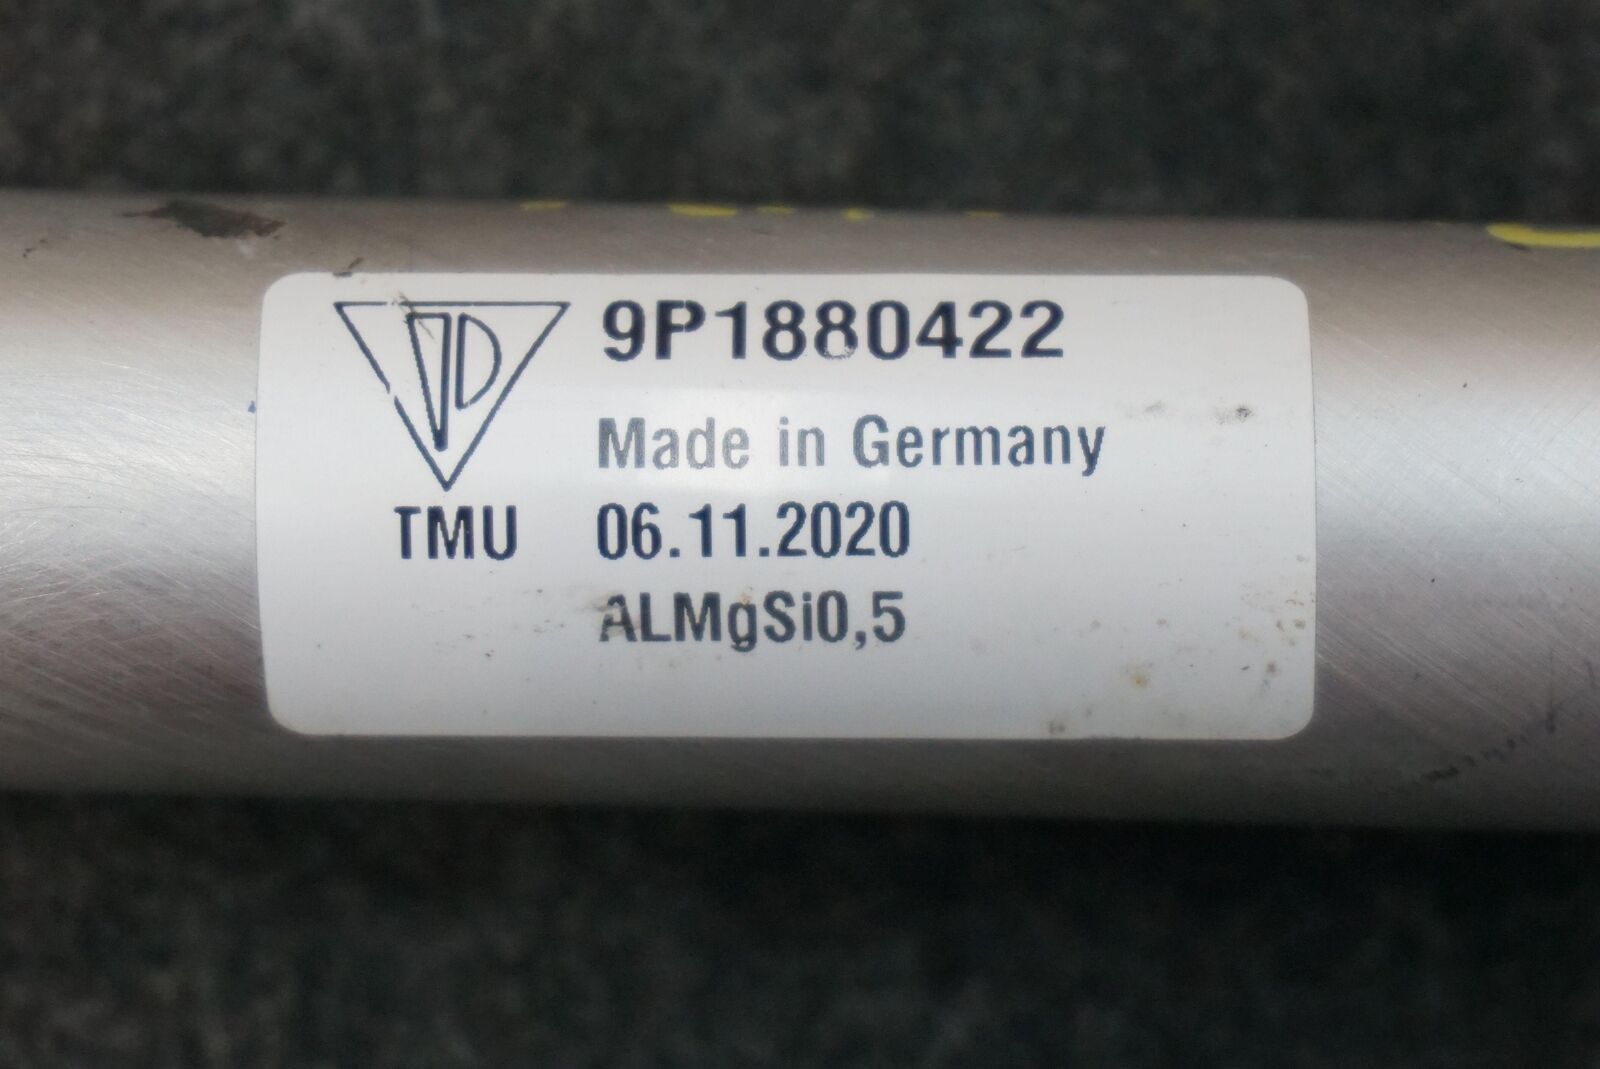 9P1880422
Made in Germany
TMU 06.11.2020
ALMgSi0,5